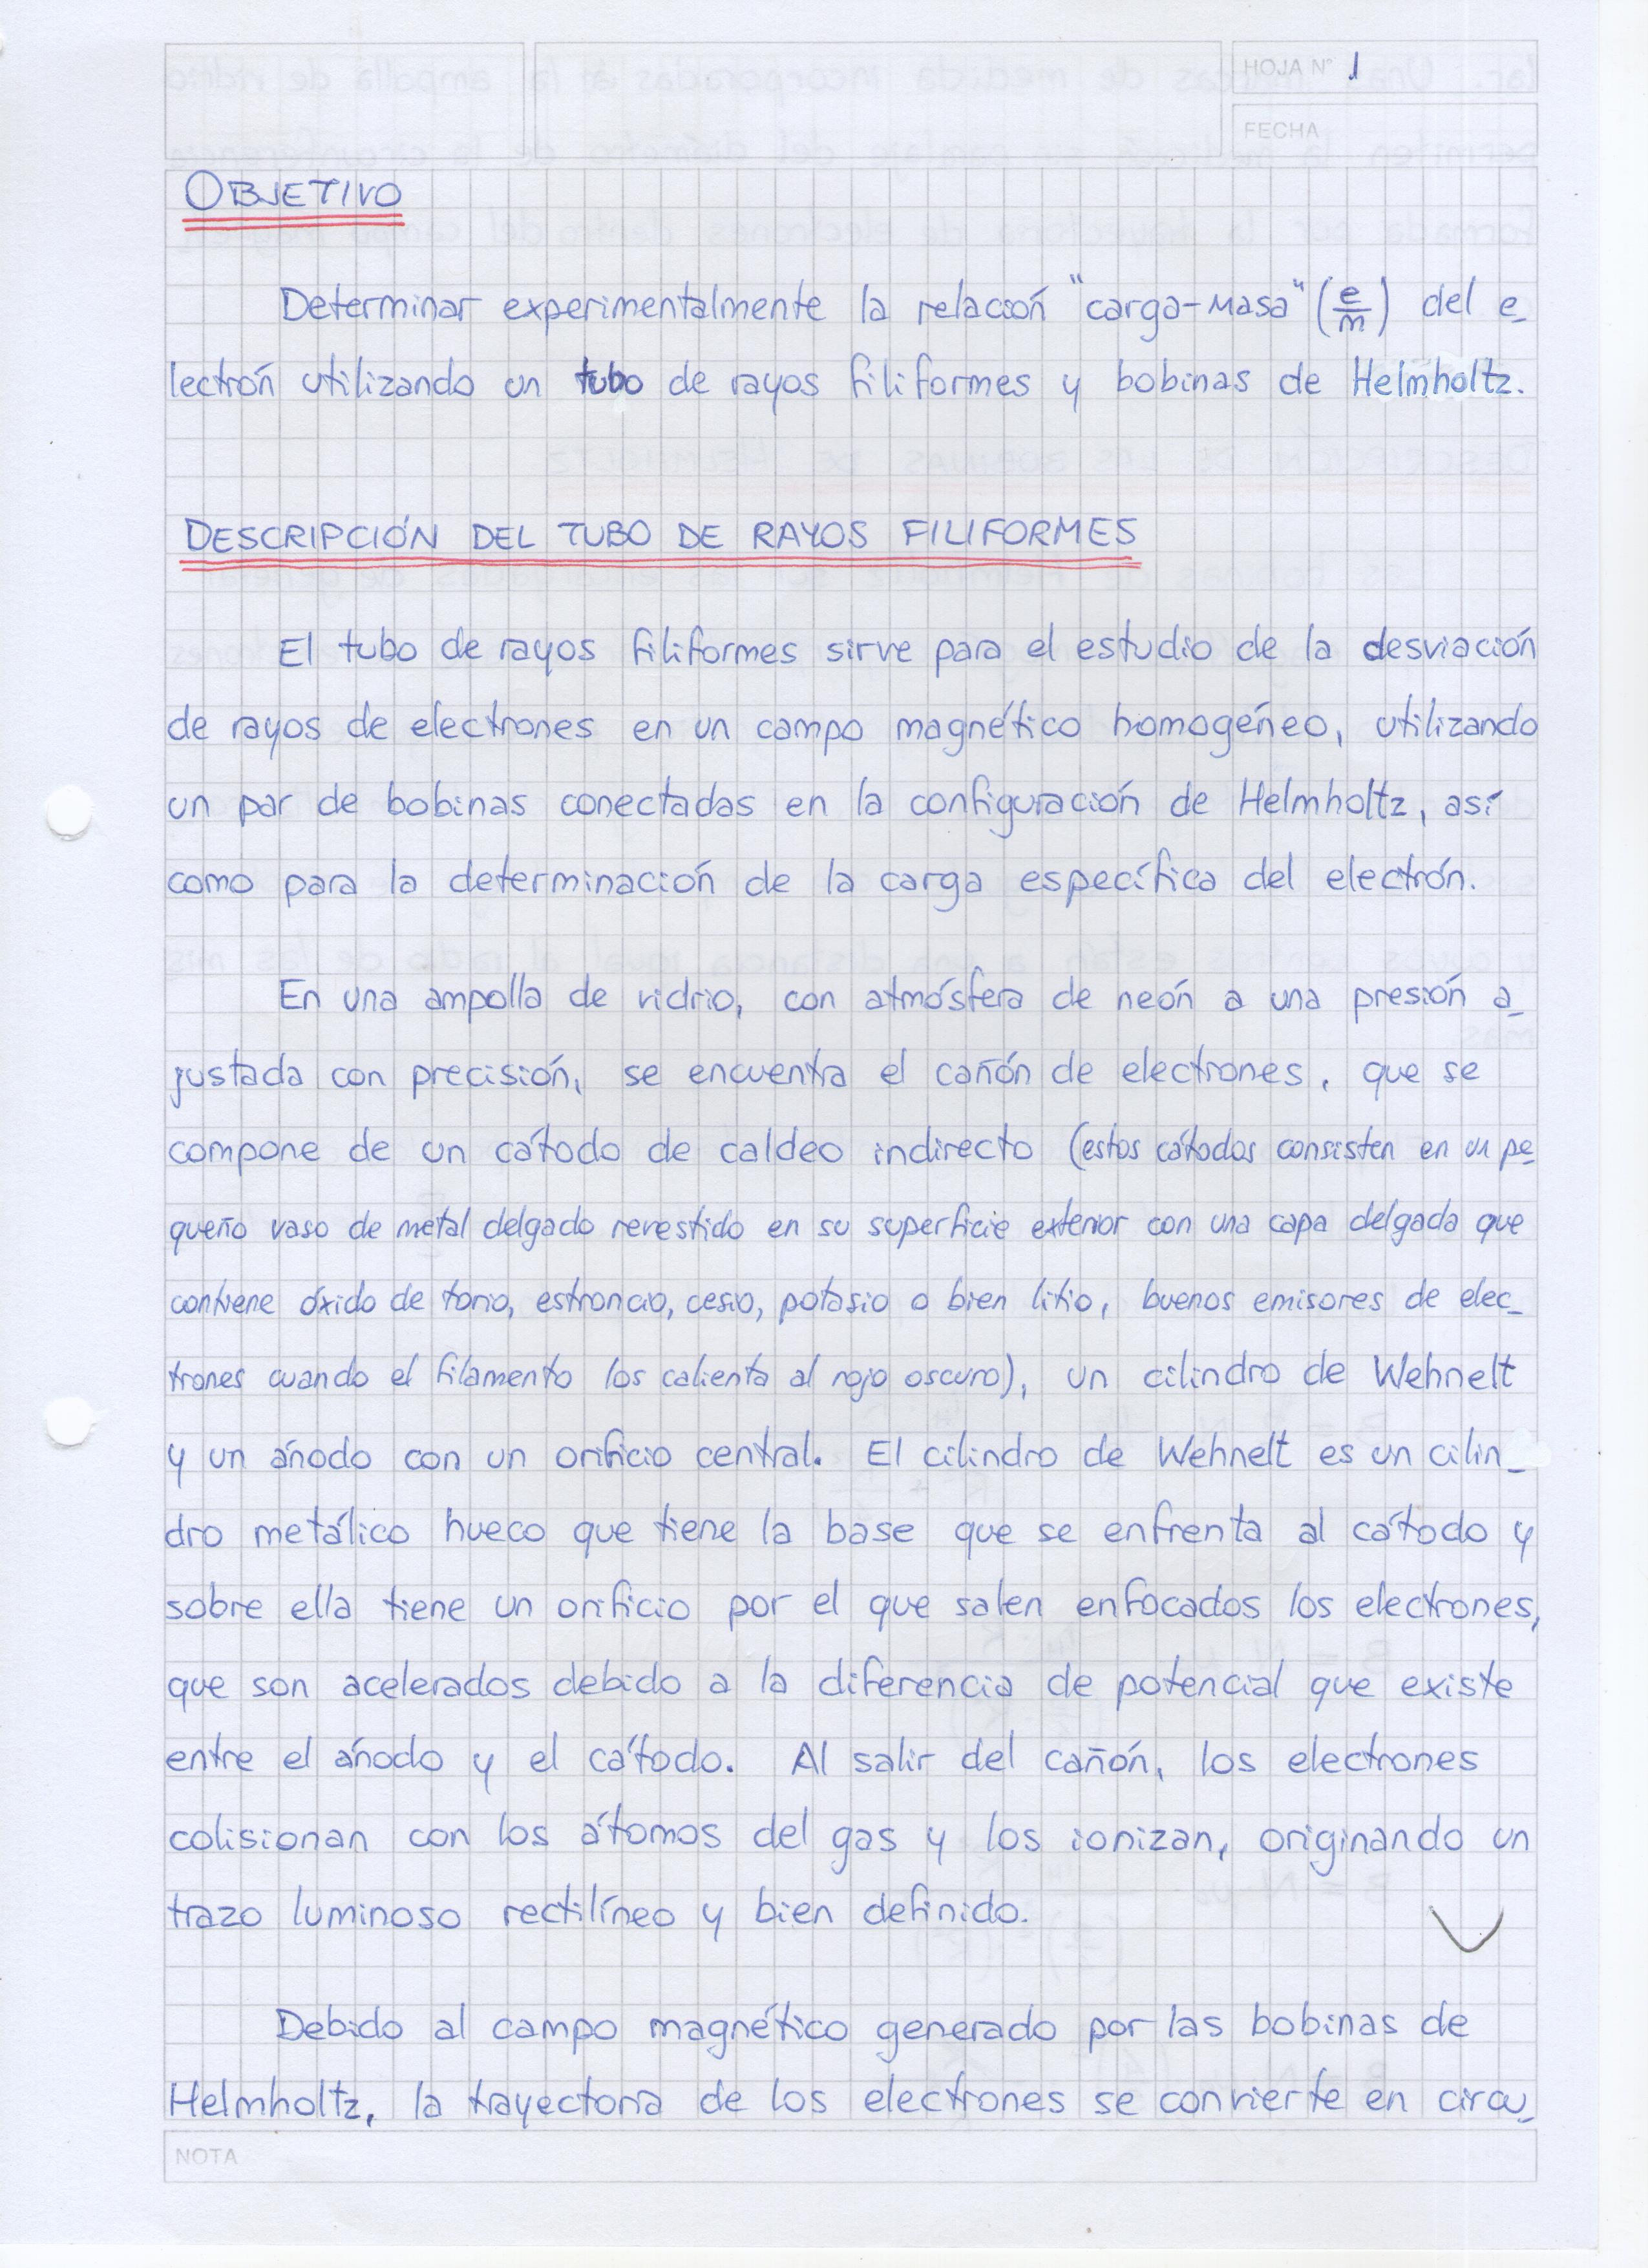 HOJA N° 1
FECHA
OBJETIVO
Determinar experimentalmente la relación "carga-masa" (e/m) del e_
lectrón utilizando un tubo de rayos filiformes y bobinas de Helmholtz.
DESCRIPCIÓN DEL TUBO DE RAYOS FILIFORMES
El tubo de rayos filiformes sirve para el estudio de la desviación
de rayos de electrones en un campo magnético homogéneo, utilizando
un par de bobinas conectadas en la configuración de Helmholtz, así
como para la determinación de la carga específica del electrón.
En una ampolla de vidrio, con atmósfera de neón a una presión a_
justada con precisión, se encuentra el cañón de electrones, que se
compone de un cátodo de caldeo indirecto (estos cátodos consisten en un pe_
queño vaso de metal delgado revestido en su superficie exterior con una capa delgada que
contiene óxido de torio, estroncio, cesio, potasio o bien litio, buenos emisores de elec_
trones cuando el filamento los calienta al rojo oscuro), un cilindro de Wehnelt
y un ánodo con un orificio central. El cilindro de Wehnelt es un cilin_
dro metálico hueco que tiene la base que se enfrenta al cátodo y
sobre ella tiene un orificio por el que salen enfocados los electrones,
que son acelerados debido a la diferencia de potencial que existe
entre el ánodo y el cátodo. Al salir del cañón, los electrones
colisionan con los átomos del gas y los ionizan, originando un
trazo luminoso rectilíneo y bien definido.
Debido al campo magnético generado por las bobinas de
Helmholtz, la trayectoria de los electrones se convierte en circu_
NOTA